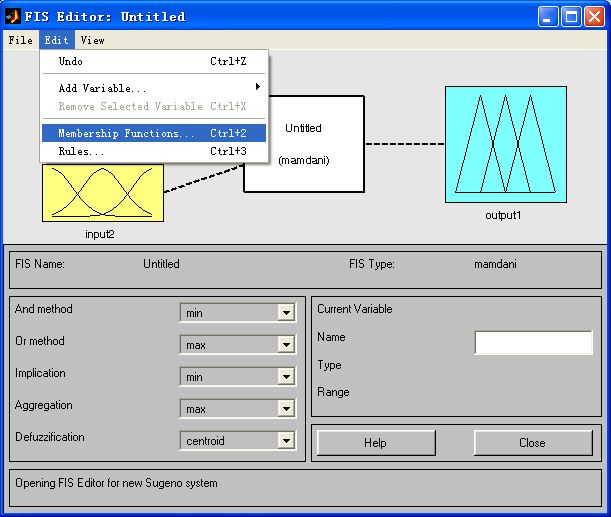 FIS Editor: Untitled
File Edit View
Undo Ctrl+Z
Add Variable...
Remove Selected Variable Ctrl+X
Membership Functions... Ctrl+2
Rules... Ctrl+3
Untitled
(mamdani)
input2
output1
FIS Name: Untitled FIS Type: mamdani
And method min
Or method max
Implication min
Aggregation max
Defuzzification centroid
Current Variable
Name
Type
Range
Help Close
Opening FIS Editor for new Sugeno system